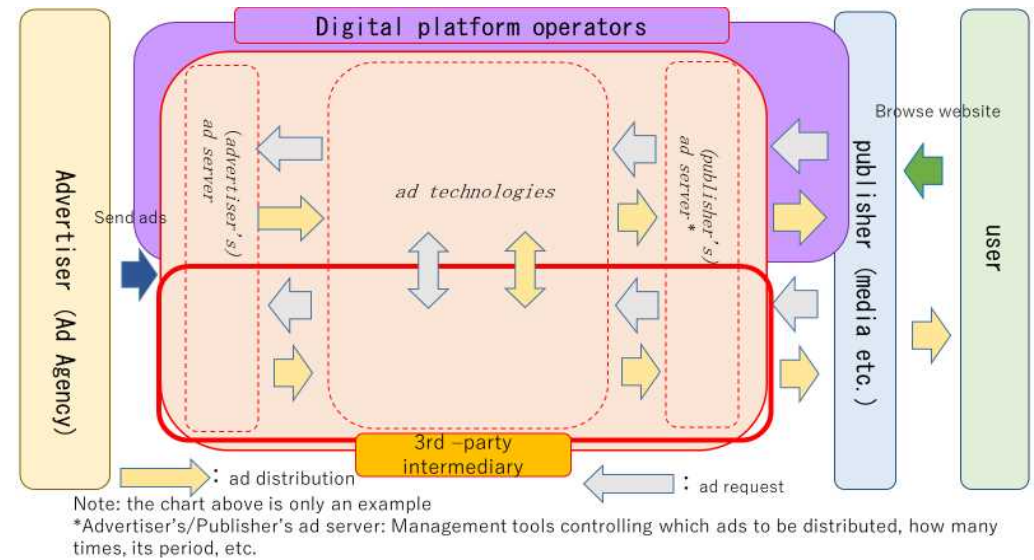 Digital platform operators
Advertiser (Ad Agency)
Send ads
(advertiser's)
ad server
ad technologies
(publisher's)
ad server*
Browse website
publisher (media etc.)
user
3rd –party
intermediary
: ad distribution
: ad request
Note: the chart above is only an example
*Advertiser's/Publisher's ad server: Management tools controlling which ads to be distributed, how many
times, its period, etc.